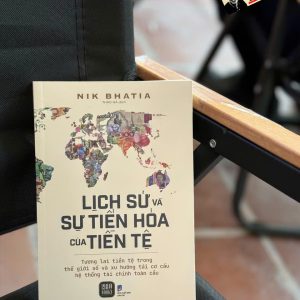 NIK BHATIA
LỊCH SỬ VÀ
SỰ TIẾN HÓA
CỦA TIỀN TỆ
Tương lai tiền tệ trong
thế giới số và xu hướng tái cơ cấu
hệ thống tài chính toàn cầu